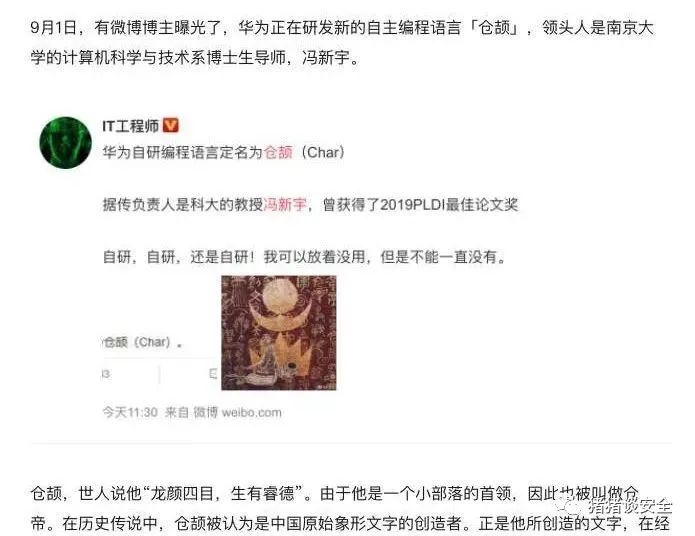 9月1日，有微博博主曝光了，华为正在研发新的自主编程语言「仓颉」，领头人是南京大
学的计算机科学与技术系博士生导师，冯新宇。
IT工程师
华为自研编程语言定名为仓颉（Char）
据传负责人是科大的教授冯新宇，曾获得了2019PLDI最佳论文奖
自研，自研，还是自研！我可以放着没用，但是不能一直没有。
仓颉（Char）。
今天11:30 来自 微博 weibo.com
仓颉，世人说他“龙颜四目，生有睿德”。由于他是一个小部落的首领，因此也被叫做仓
帝。在历史传说中，仓颉被认为是中国原始象形文字的创造者。正是他所创造的文字，在经
猪猪谈安全